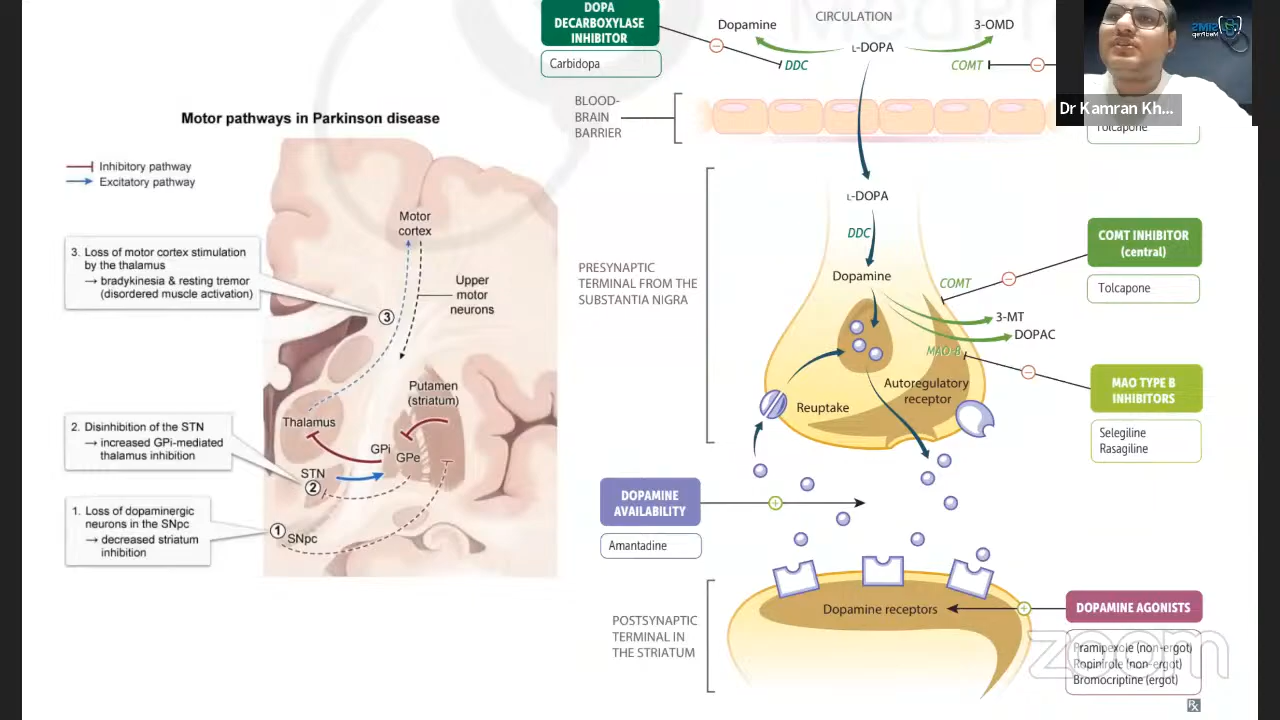 Motor pathways in Parkinson disease
Inhibitory pathway
Excitatory pathway
3. Loss of motor cortex stimulation
by the thalamus
→ bradykinesia & resting tremor
(disordered muscle activation)
2. Disinhibition of the STN
→ increased GPi-mediated
thalamus inhibition
1. Loss of dopaminergic
neurons in the SNpc
→ decreased striatum
inhibition
Motor
cortex
Upper
motor
neurons
3
Putamen
(striatum)
Thalamus
GPi
GPe
STN
2
1
SNpc
DOPA
DECARBOXYLASE
INHIBITOR
Carbidopa
Dopamine
CIRCULATION
3-OMD
L-DOPA
DDC
COMT
BLOOD-
BRAIN
BARRIER
Dr Kamran Kh...
Tolcapone
L-DOPA
DDC
PRESYNAPTIC
TERMINAL FROM THE
SUBSTANTIA NIGRA
Dopamine
COMT
COMT INHIBITOR
(central)
Tolcapone
3-MT
DOPAC
MAO-B
Autoregulatory
receptor
Reuptake
MAO TYPE B
INHIBITORS
Selegiline
Rasagiline
DOPAMINE
AVAILABILITY
Amantadine
Dopamine receptors
POSTSYNAPTIC
TERMINAL IN
THE STRIATUM
DOPAMINE AGONISTS
Pramipexole (non-ergot)
Ropinirole (non-ergot)
Bromocriptine (ergot)
zoom
Rx